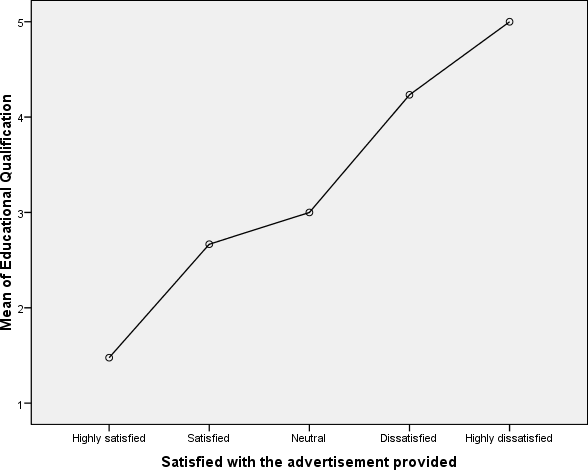 Mean of Educational Qualification
5
4
3
2
1
Highly satisfied
Satisfied
Neutral
Dissatisfied
Highly dissatisfied
Satisfied with the advertisement provided